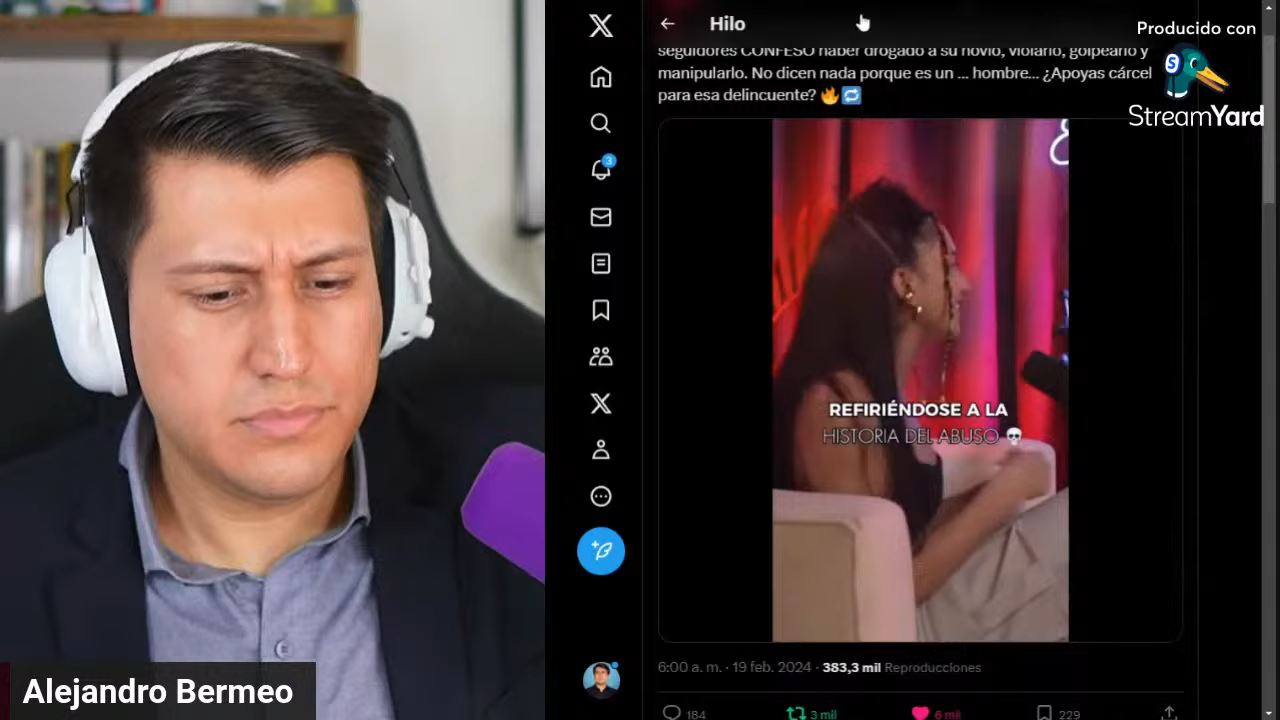 Hilo
Producido con
StreamYard
seguidores CONFESÓ haber drogado a su novio, violarlo, golpearlo y
manipularlo. No dicen nada porque es un ... hombre... ¿Apoyas cárcel
para esa delincuente? 🔥🔁
3
REFIRIÉNDOSE A LA
HISTORIA DEL ABUSO 💀
6:00 a. m. · 19 feb. 2024 · 383,3 mil Reproducciones
184
3 mil
6 mil
229
Alejandro Bermeo